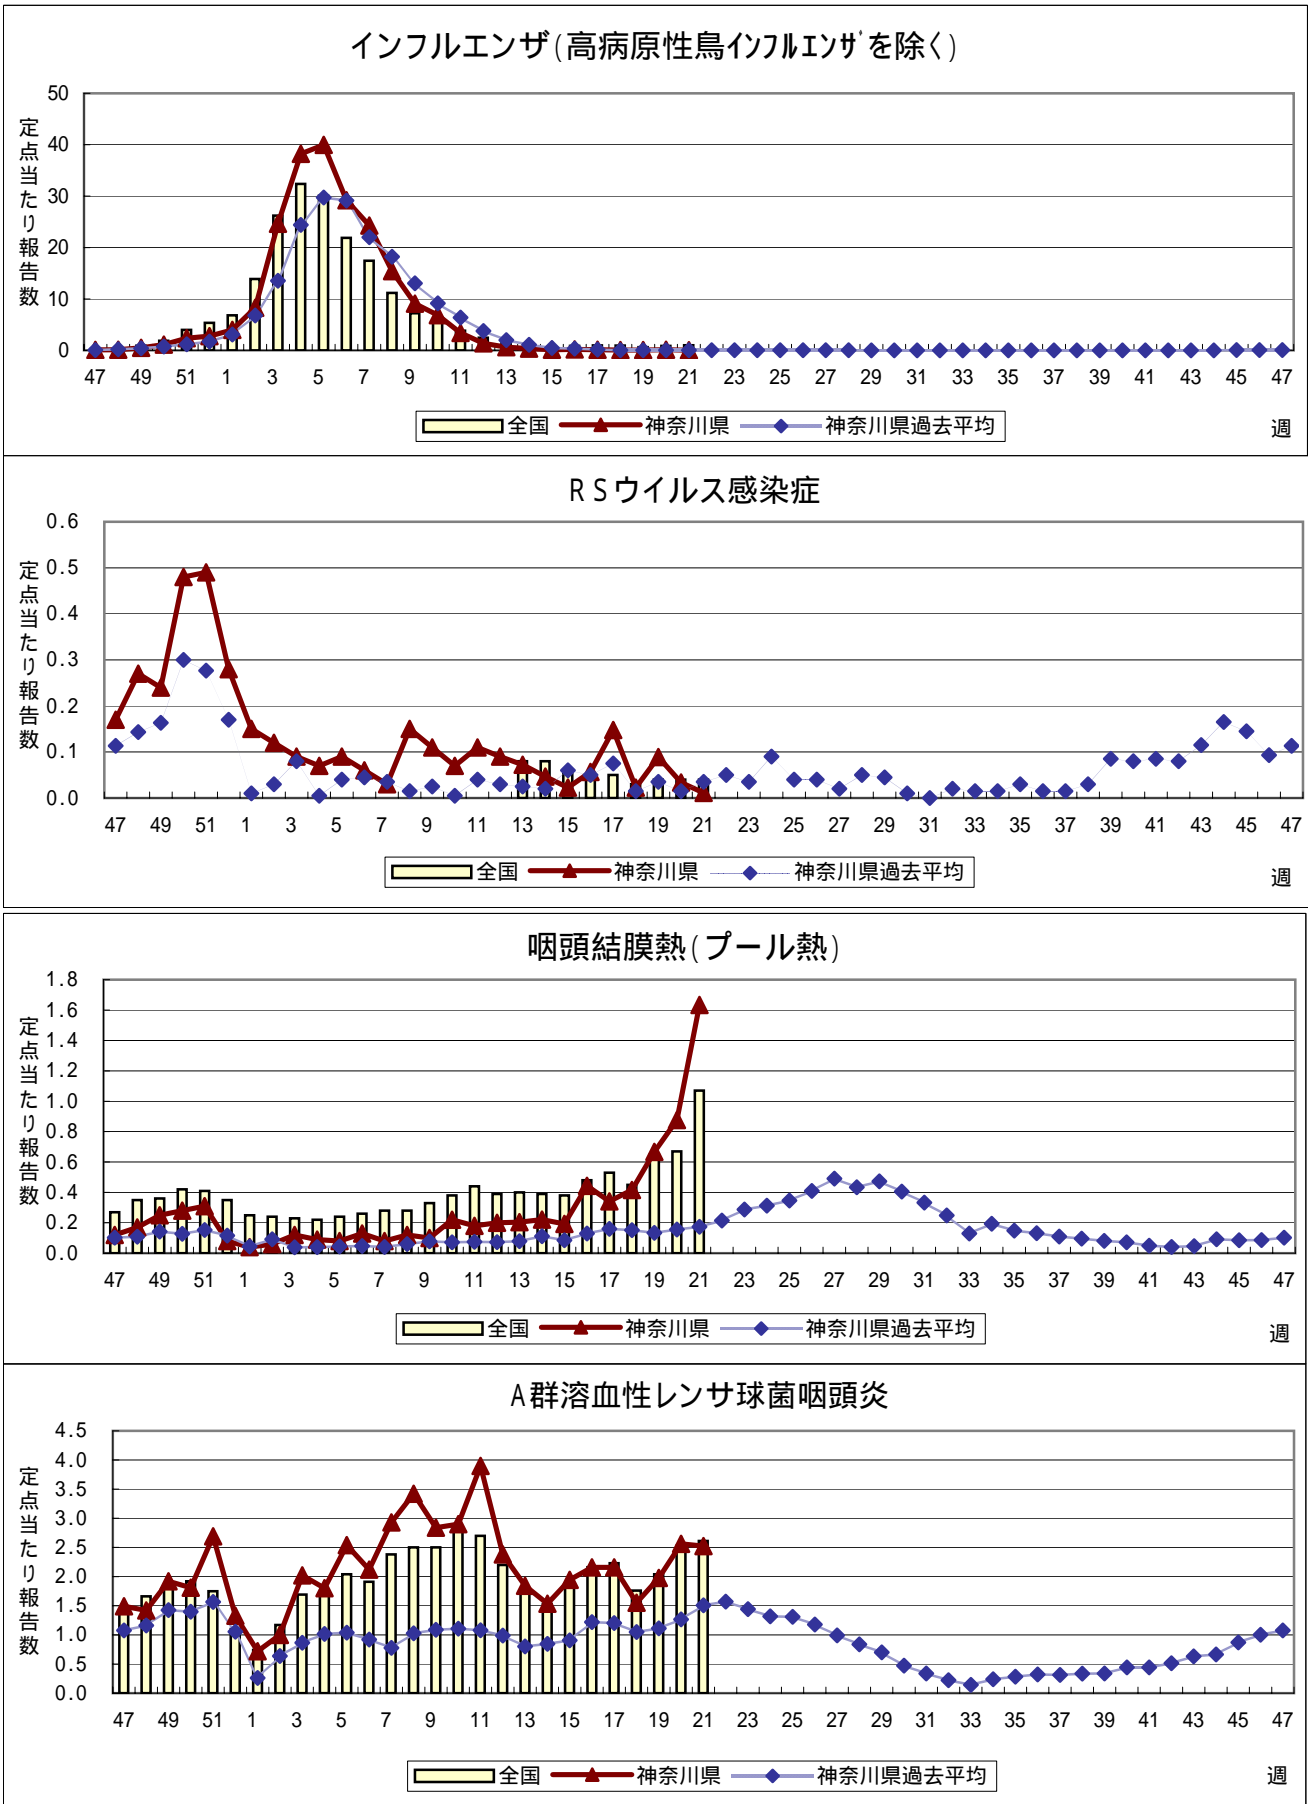 インフルエンザ(高病原性鳥ｲﾝﾌﾙｴﾝｻﾞを除く)
定点当たり報告数
50
40
30
20
10
0
47 49 51 1 3 5 7 9 11 13 15 17 19 21 23 25 27 29 31 33 35 37 39 41 43 45 47
全国 神奈川県 神奈川県過去平均
週
RSウイルス感染症
定点当たり報告数
0.6
0.5
0.4
0.3
0.2
0.1
0.0
47 49 51 1 3 5 7 9 11 13 15 17 19 21 23 25 27 29 31 33 35 37 39 41 43 45 47
全国 神奈川県 神奈川県過去平均
週
咽頭結膜熱(プール熱)
定点当たり報告数
1.8
1.6
1.4
1.2
1.0
0.8
0.6
0.4
0.2
0.0
47 49 51 1 3 5 7 9 11 13 15 17 19 21 23 25 27 29 31 33 35 37 39 41 43 45 47
全国 神奈川県 神奈川県過去平均
週
A群溶血性レンサ球菌咽頭炎
定点当たり報告数
4.5
4.0
3.5
3.0
2.5
2.0
1.5
1.0
0.5
0.0
47 49 51 1 3 5 7 9 11 13 15 17 19 21 23 25 27 29 31 33 35 37 39 41 43 45 47
全国 神奈川県 神奈川県過去平均
週